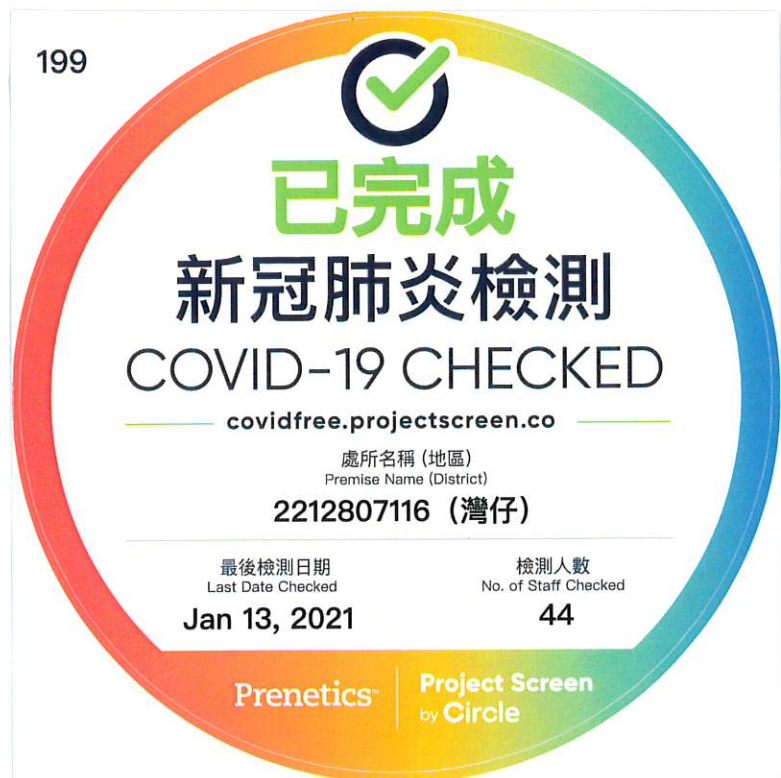 199
已完成
新冠肺炎檢測
COVID-19 CHECKED
covidfree.projectscreen.co
處所名稱 (地區)
Premise Name (District)
2212807116 (灣仔)
最後檢測日期
Last Date Checked
Jan 13, 2021
檢測人數
No. of Staff Checked
44
Prenetics™
Project Screen
by Circle